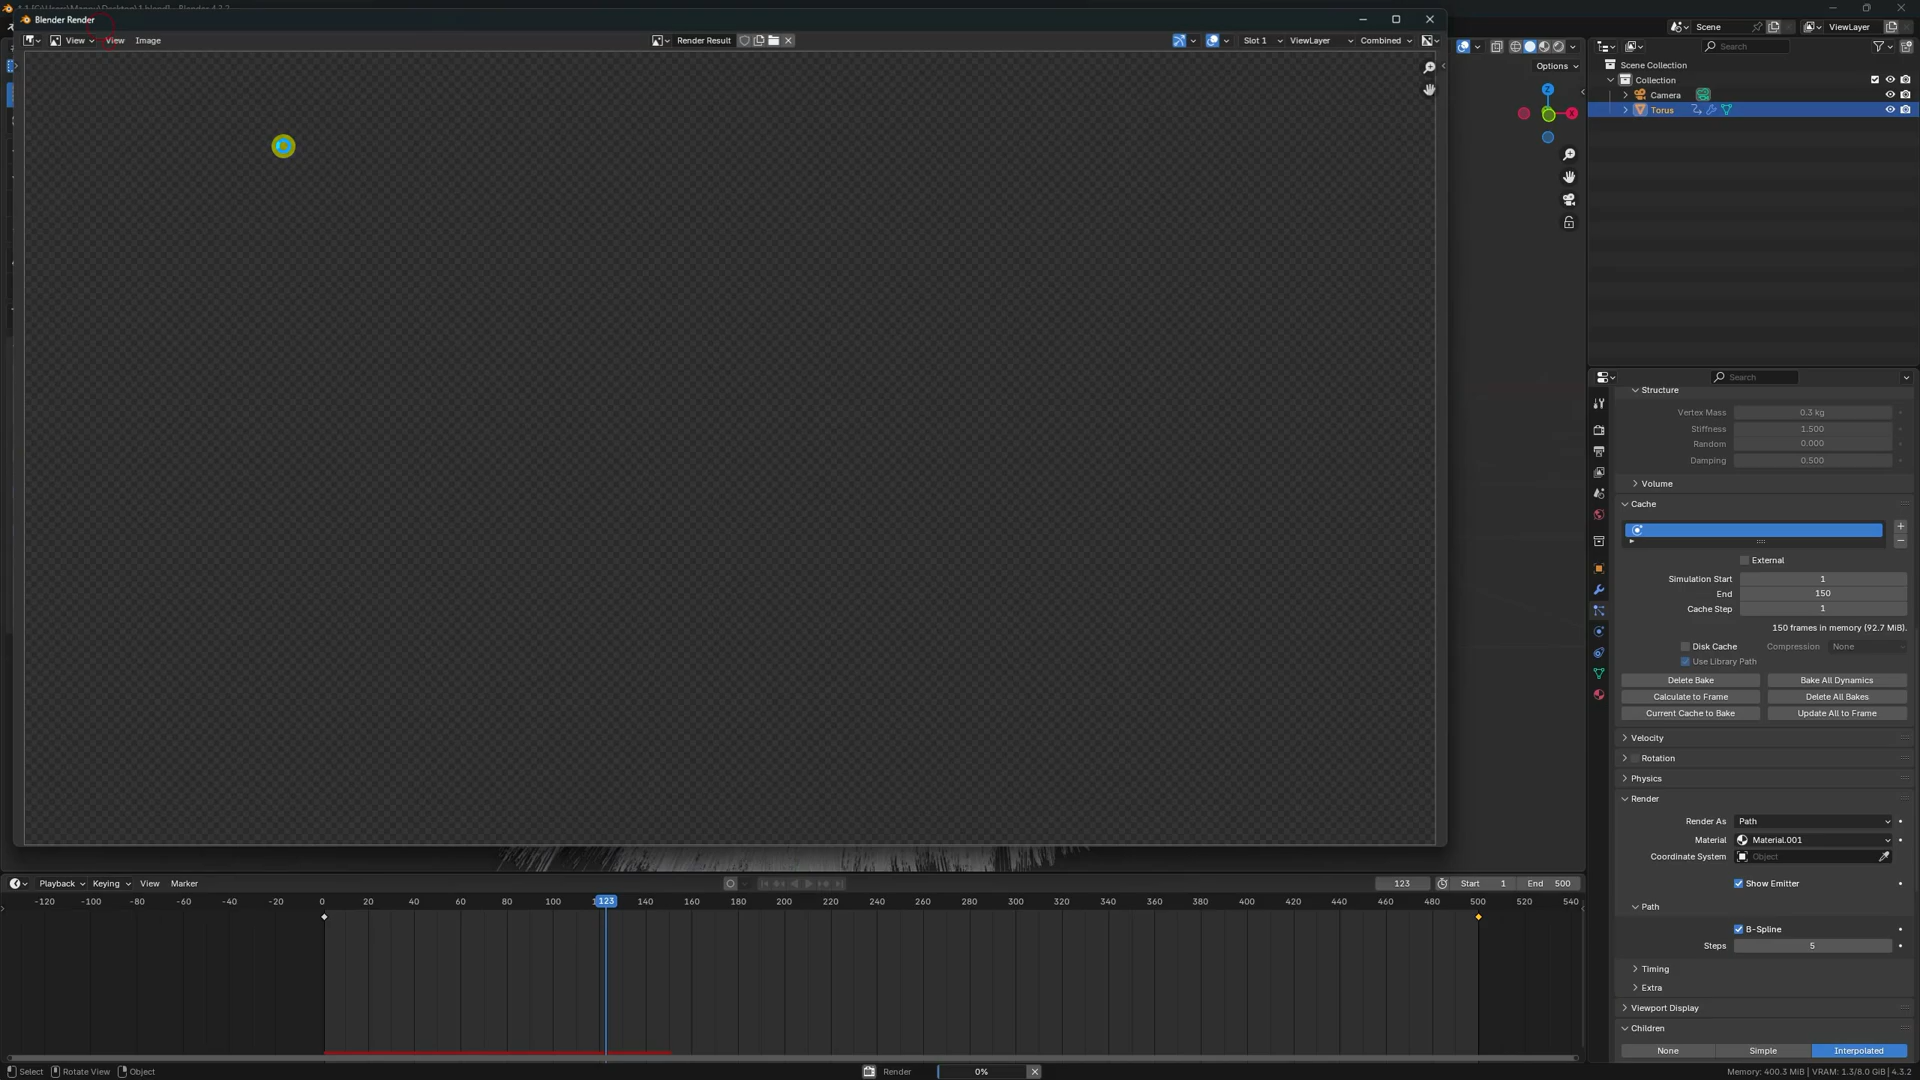 Blender Render
View View Image Render Result Slot 1 ViewLayer Combined
Scene ViewLayer
Search
Options
Scene Collection
Collection
Camera
Torus
Z
X
Search
Structure
Vertex Mass 0.3 kg
Stiffness 1.500
Random 0.000
Damping 0.500
Volume
Cache
External
Simulation Start 1
End 150
Cache Step 1
150 frames in memory (92.7 MiB).
Disk Cache Compression None
Use Library Path
Delete Bake Bake All Dynamics
Calculate to Frame Delete All Bakes
Current Cache to Bake Update All to Frame
Velocity
Rotation
Physics
Render
Render As Path
Material Material.001
Coordinate System Object
Show Emitter
Path
B-Spline
Steps 5
Timing
Extra
Viewport Display
Children
None Simple Interpolated
Playback Keying View Marker 123 Start 1 End 500
-120 -100 -80 -60 -40 -20 0 20 40 60 80 100 123 140 160 180 200 220 240 260 280 300 320 340 360 380 400 420 440 460 480 500 520 540
Select Rotate View Object Render 0% Memory: 400.3 MiB | VRAM: 1.3/8.0 GiB | 4.3.2